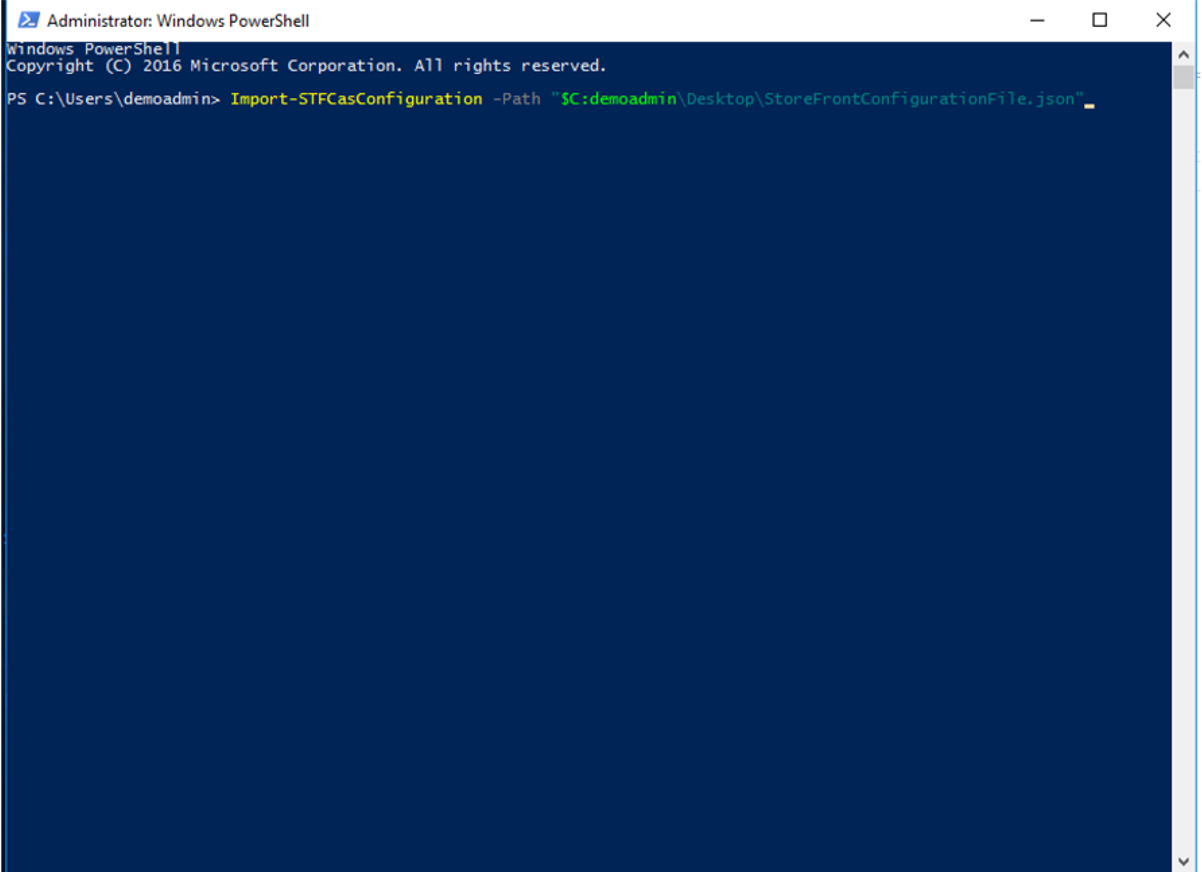 Administrator: Windows PowerShell
Windows PowerShell
Copyright (C) 2016 Microsoft Corporation. All rights reserved.
PS C:\Users\demoadmin> Import-STFCasConfiguration -Path "$C:demoadmin\Desktop\StoreFrontConfigurationFile.json"